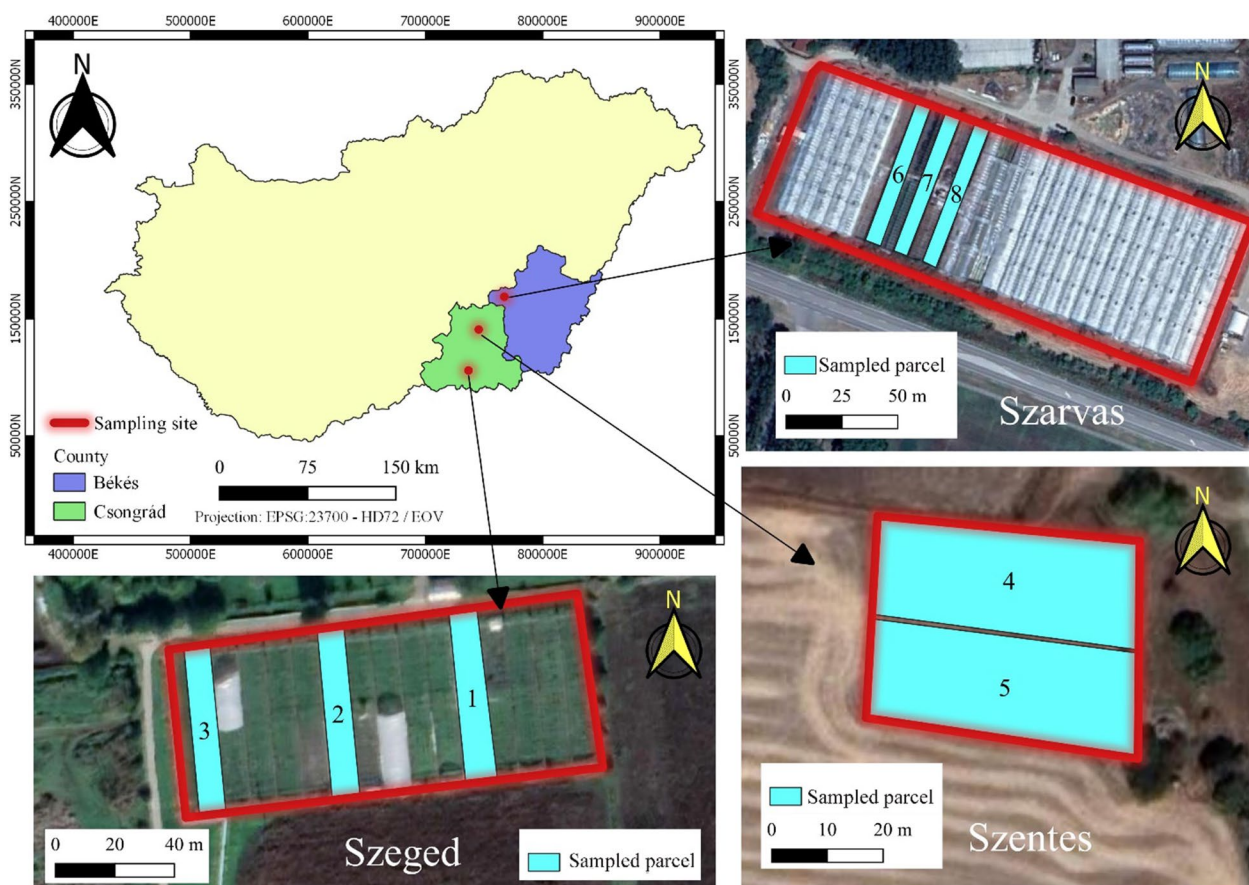 400000E 500000E 600000E 700000E 800000E 900000E
350000N
250000N
150000N
50000N
350000N
250000N
150000N
50000N
N
Sampling site
County
Békés
Csongrád
0 75 150 km
Projection: EPSG:23700 - HD72 / EOV
400000E 500000E 600000E 700000E 800000E 900000E
N
6
7
8
Sampled parcel
0 25 50 m
Szarvas
N
3
2
1
0 20 40 m
Szeged
Sampled parcel
N
4
5
Sampled parcel
0 10 20 m
Szentes